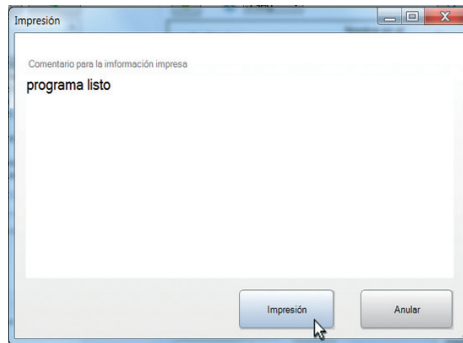 Impresión
Comentario para la imformación impresa
programa listo
Impresión
Anular